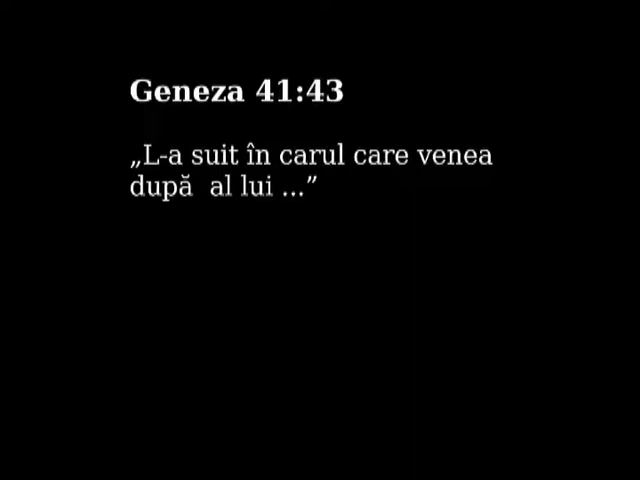 Geneza 41:43
„L-a suit în carul care venea
după al lui ...”